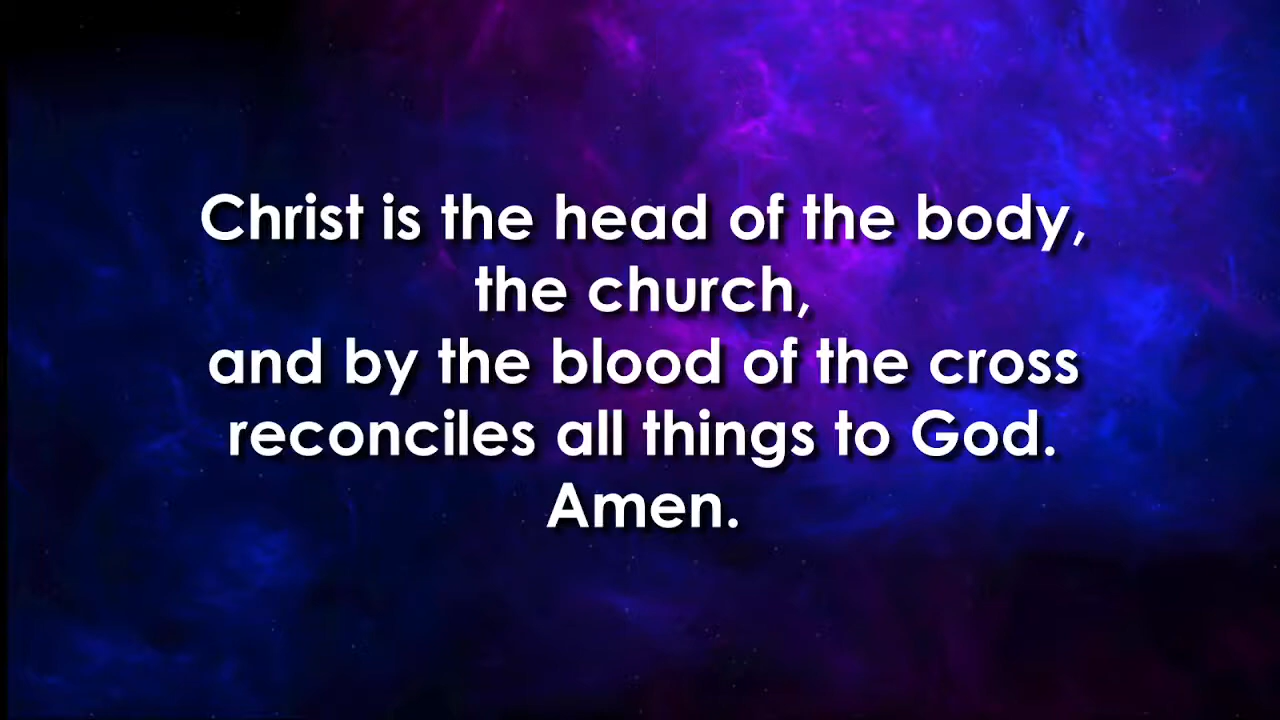 Christ is the head of the body,
the church,
and by the blood of the cross
reconciles all things to God.
Amen.